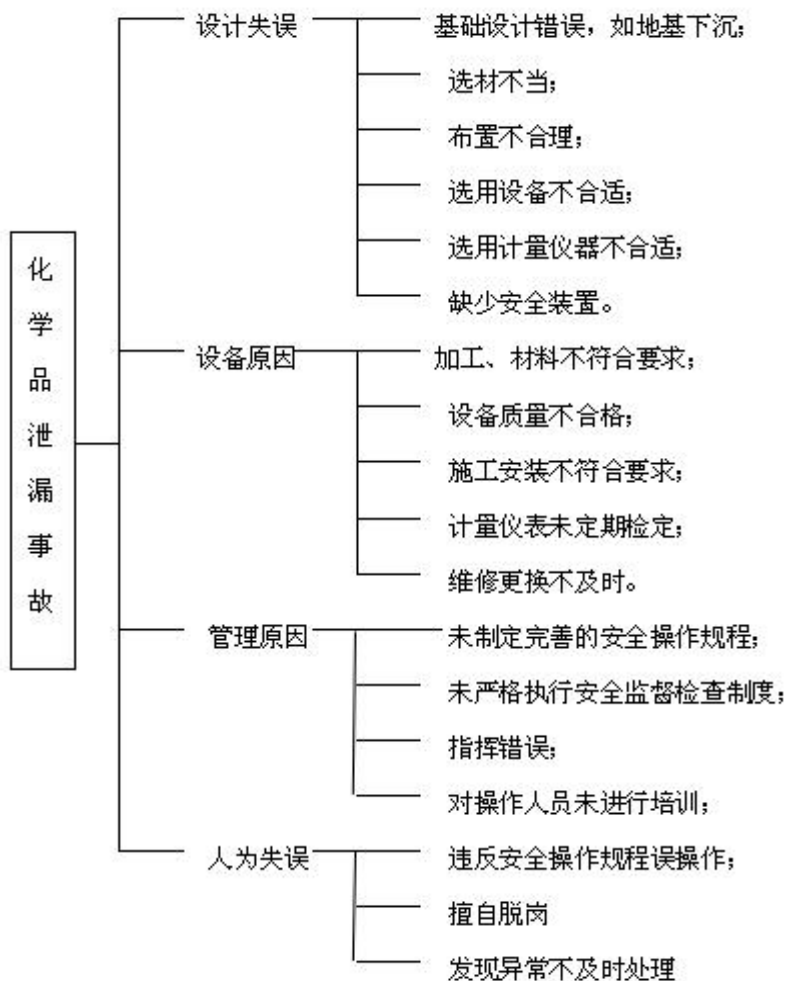 化学品泄漏事故
设计失误
基础设计错误，如地基下沉；
选材不当；
布置不合理；
选用设备不合适；
选用计量仪器不合适；
缺少安全装置。
设备原因
加工、材料不符合要求；
设备质量不合格；
施工安装不符合要求；
计量仪表未定期检定；
维修更换不及时。
管理原因
未制定完善的安全操作规程；
未严格执行安全监督检查制度；
指挥错误；
对操作人员未进行培训；
人为失误
违反安全操作规程误操作；
擅自脱岗
发现异常不及时处理